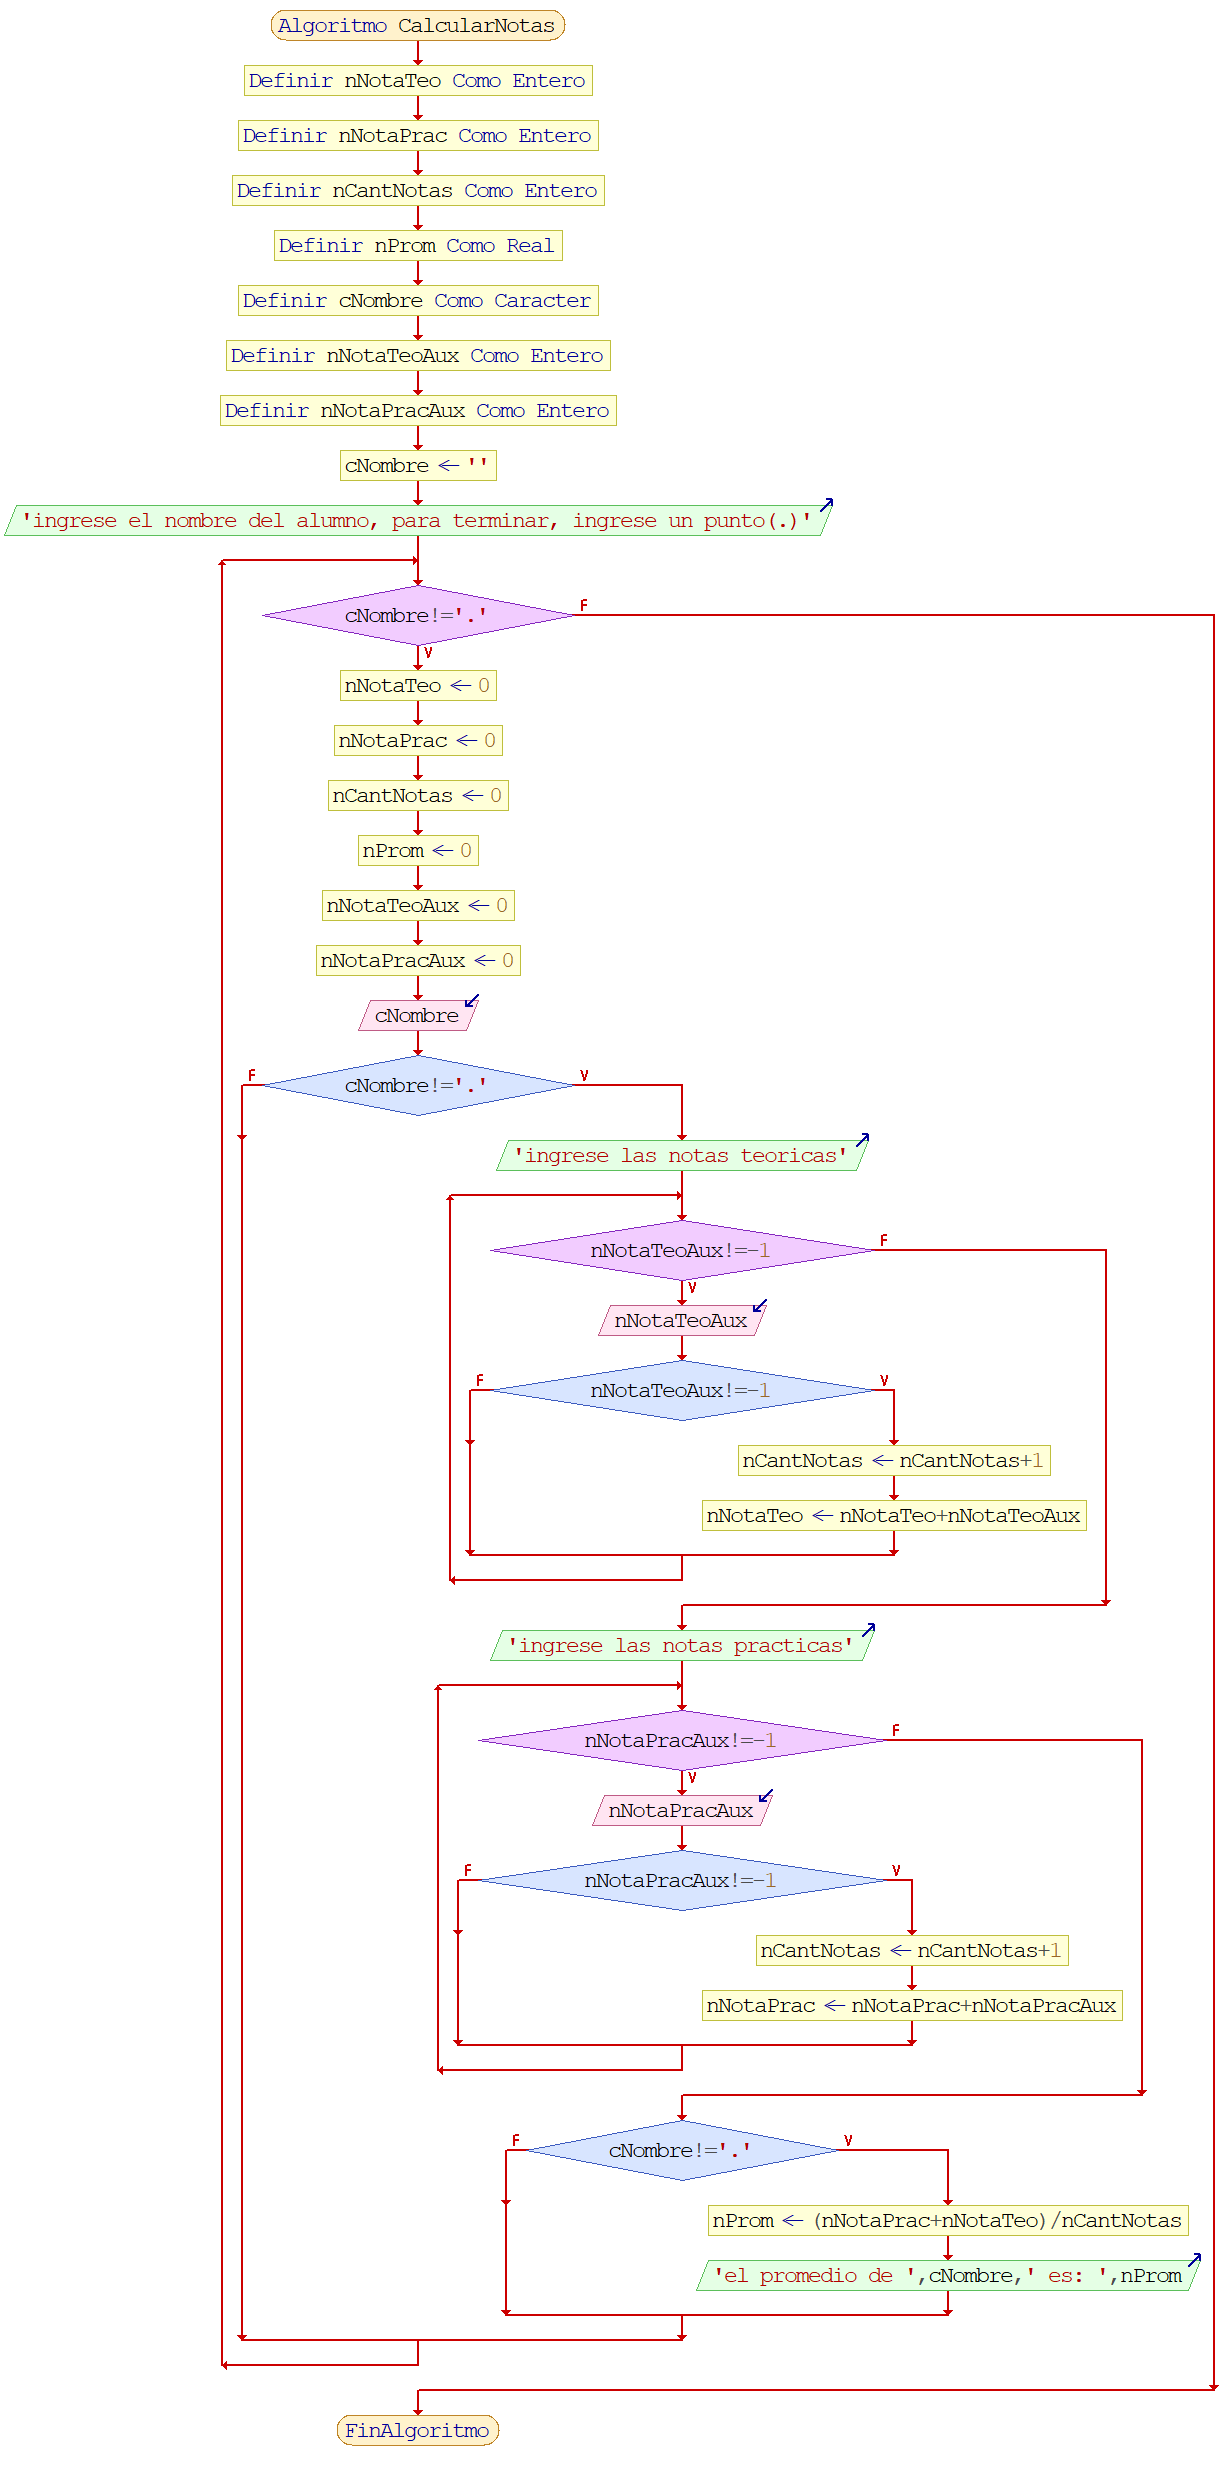 Algoritmo CalcularNotas
Definir nNotaTeo Como Entero
Definir nNotaPrac Como Entero
Definir nCantNotas Como Entero
Definir nProm Como Real
Definir cNombre Como Caracter
Definir nNotaTeoAux Como Entero
Definir nNotaPracAux Como Entero
cNombre ← ''
'ingrese el nombre del alumno, para terminar, ingrese un punto(.)'
cNombre!='.'
F
V
nNotaTeo ← 0
nNotaPrac ← 0
nCantNotas ← 0
nProm ← 0
nNotaTeoAux ← 0
nNotaPracAux ← 0
cNombre
F
cNombre!='.'
V
'ingrese las notas teoricas'
nNotaTeoAux!=-1
F
V
nNotaTeoAux
F
nNotaTeoAux!=-1
V
nCantNotas ← nCantNotas+1
nNotaTeo ← nNotaTeo+nNotaTeoAux
'ingrese las notas practicas'
nNotaPracAux!=-1
F
V
nNotaPracAux
F
nNotaPracAux!=-1
V
nCantNotas ← nCantNotas+1
nNotaPrac ← nNotaPrac+nNotaPracAux
F
cNombre!='.'
V
nProm ← (nNotaPrac+nNotaTeo)/nCantNotas
'el promedio de ',cNombre,' es: ',nProm
FinAlgoritmo